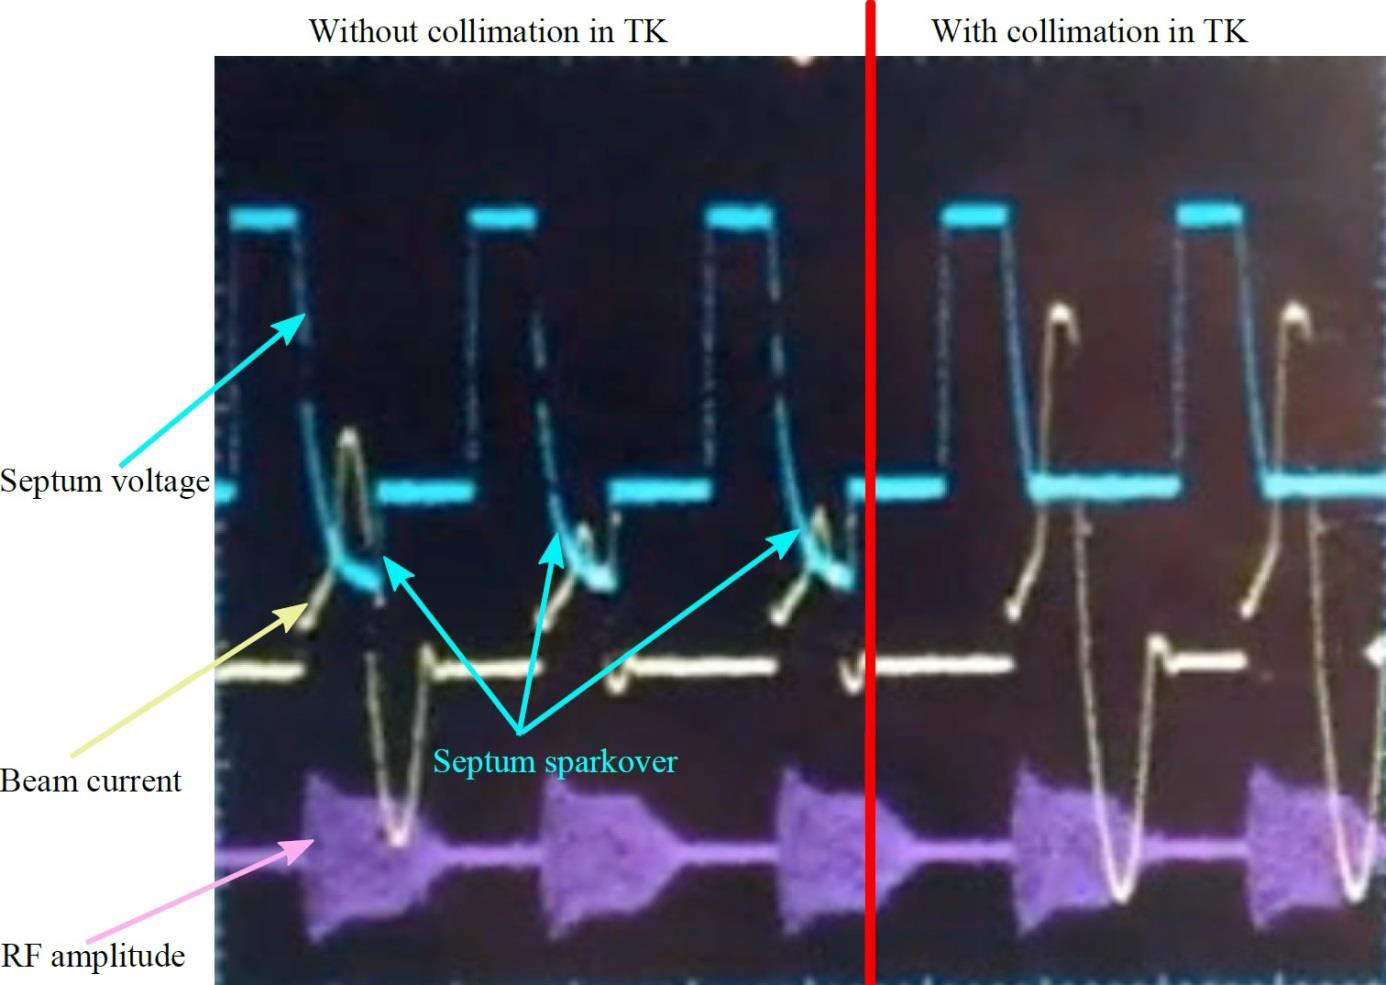 Without collimation in TK
With collimation in TK
Septum voltage
Septum sparkover
Beam current
RF amplitude